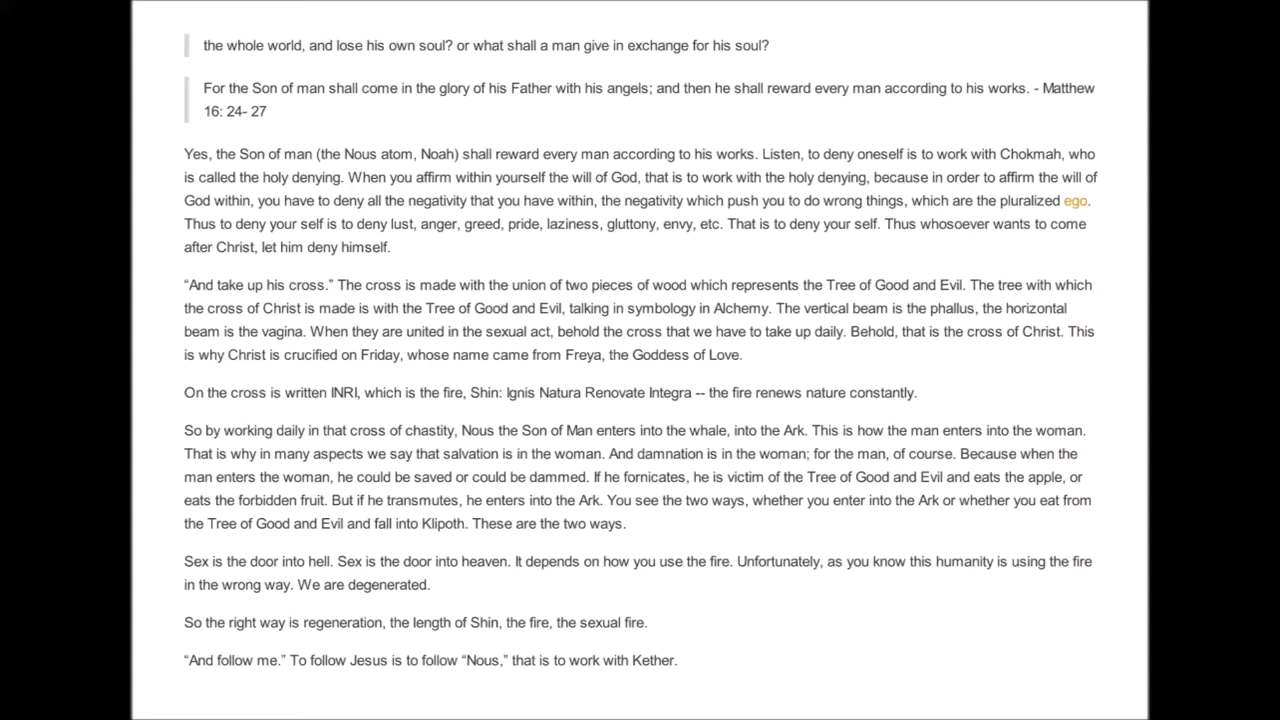 the whole world, and lose his own soul? or what shall a man give in exchange for his soul?
For the Son of man shall come in the glory of his Father with his angels; and then he shall reward every man according to his works. - Matthew
16: 24- 27
Yes, the Son of man (the Nous atom, Noah) shall reward every man according to his works. Listen, to deny oneself is to work with Chokmah, who
is called the holy denying. When you affirm within yourself the will of God, that is to work with the holy denying, because in order to affirm the will of
God within, you have to deny all the negativity that you have within, the negativity which push you to do wrong things, which are the pluralized ego.
Thus to deny your self is to deny lust, anger, greed, pride, laziness, gluttony, envy, etc. That is to deny your self. Thus whosoever wants to come
after Christ, let him deny himself.
“And take up his cross.” The cross is made with the union of two pieces of wood which represents the Tree of Good and Evil. The tree with which
the cross of Christ is made is with the Tree of Good and Evil, talking in symbology in Alchemy. The vertical beam is the phallus, the horizontal
beam is the vagina. When they are united in the sexual act, behold the cross that we have to take up daily. Behold, that is the cross of Christ. This
is why Christ is crucified on Friday, whose name came from Freya, the Goddess of Love.
On the cross is written INRI, which is the fire, Shin: Ignis Natura Renovate Integra -- the fire renews nature constantly.
So by working daily in that cross of chastity, Nous the Son of Man enters into the whale, into the Ark. This is how the man enters into the woman.
That is why in many aspects we say that salvation is in the woman. And damnation is in the woman; for the man, of course. Because when the
man enters the woman, he could be saved or could be dammed. If he fornicates, he is victim of the Tree of Good and Evil and eats the apple, or
eats the forbidden fruit. But if he transmutes, he enters into the Ark. You see the two ways, whether you enter into the Ark or whether you eat from
the Tree of Good and Evil and fall into Klipoth. These are the two ways.
Sex is the door into hell. Sex is the door into heaven. It depends on how you use the fire. Unfortunately, as you know this humanity is using the fire
in the wrong way. We are degenerated.
So the right way is regeneration, the length of Shin, the fire, the sexual fire.
“And follow me.” To follow Jesus is to follow “Nous,” that is to work with Kether.